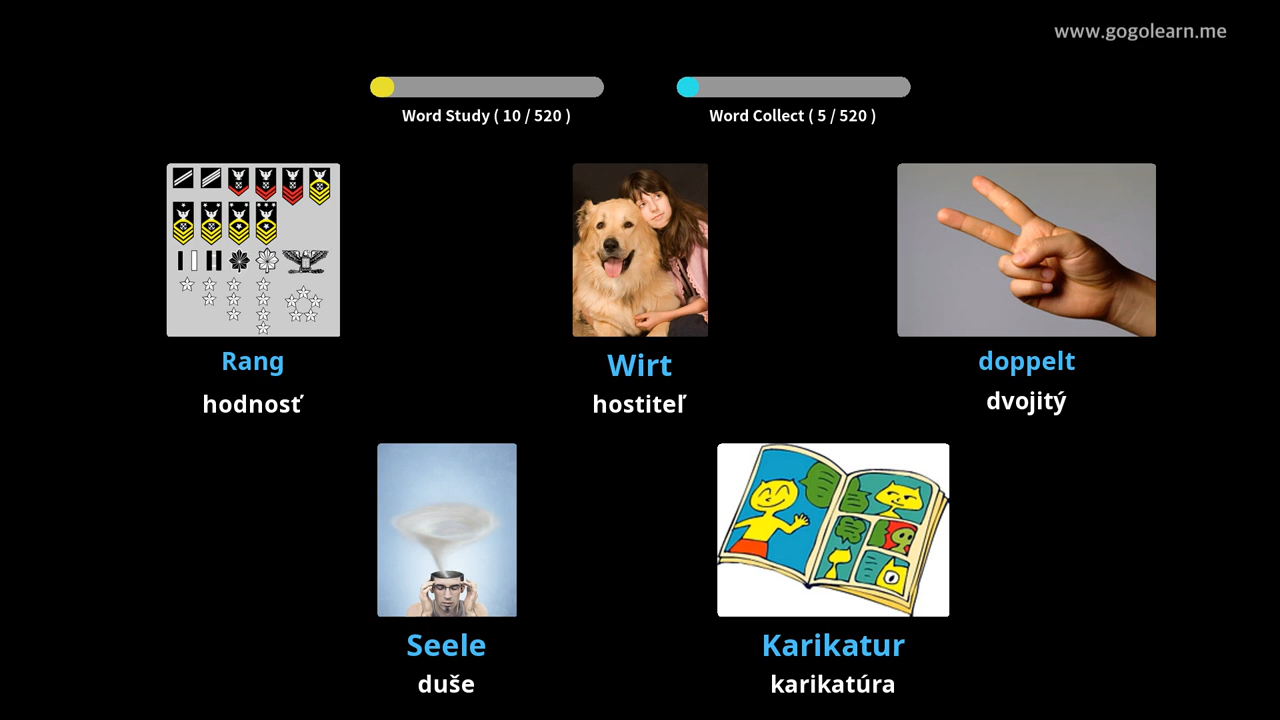 www.gogolearn.me
Word Study ( 10 / 520 )
Word Collect ( 5 / 520 )
Rang
hodnosť
Wirt
hostiteľ
doppelt
dvojitý
Seele
duše
Karikatur
karikatúra